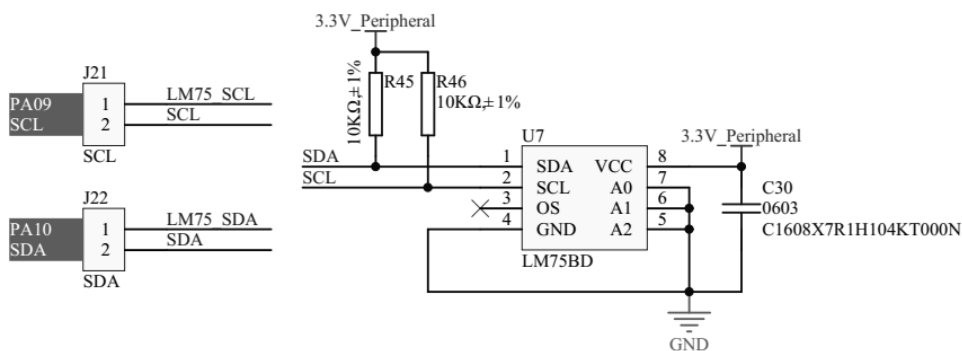 3.3V_Peripheral
J21
PA09 1 LM75_SCL
SCL 2 SCL
SCL
J22
PA10 1 LM75_SDA
SDA 2 SDA
SDA
10KΩ,±1%
R45
R46
10KΩ,±1%
U7
3.3V_Peripheral
SDA 1 SDA VCC 8
SCL 2 SCL A0 7
3 OS A1 6
4 GND A2 5
LM75BD
C30
0603
C1608X7R1H104KT000N
GND